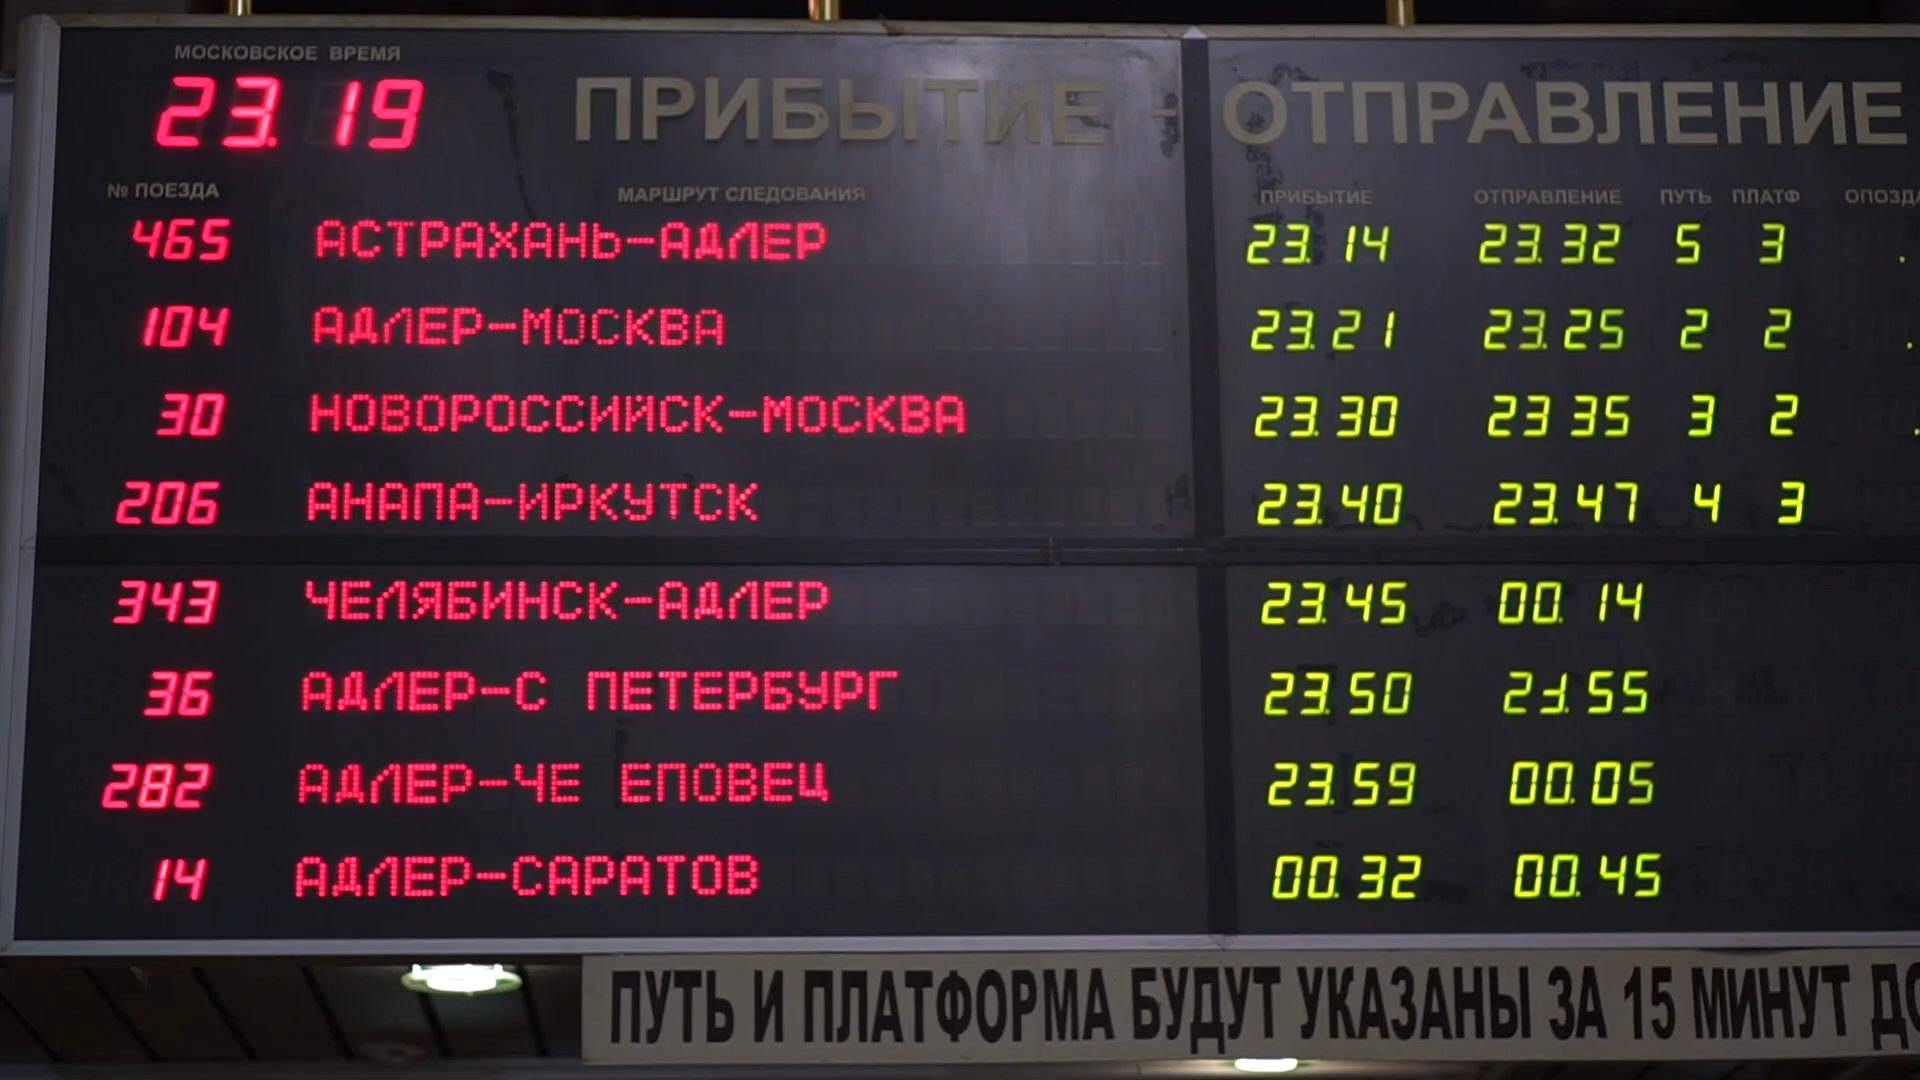 МОСКОВСКОЕ ВРЕМЯ
23.19 ПРИБЫТИЕ - ОТПРАВЛЕНИЕ
№ ПОЕЗДА МАРШРУТ СЛЕДОВАНИЯ ПРИБЫТИЕ ОТПРАВЛЕНИЕ ПУТЬ ПЛАТФ ОПОЗДА
465 АСТРАХАНЬ-АДЛЕР 23.14 23.32 5 3 .
104 АДЛЕР-МОСКВА 23.21 23.25 2 2 .
30 НОВОРОССИЙСК-МОСКВА 23.30 23 35 3 2 .
206 АНАПА-ИРКУТСК 23.40 23.47 4 3
343 ЧЕЛЯБИНСК-АДЛЕР 23.45 00.14
36 АДЛЕР-С ПЕТЕРБУРГ 23.50 23.55
282 АДЛЕР-ЧЕ ЕПОВЕЦ 23.59 00.05
14 АДЛЕР-САРАТОВ 00.32 00.45
ПУТЬ И ПЛАТФОРМА БУДУТ УКАЗАНЫ ЗА 15 МИНУТ ДО